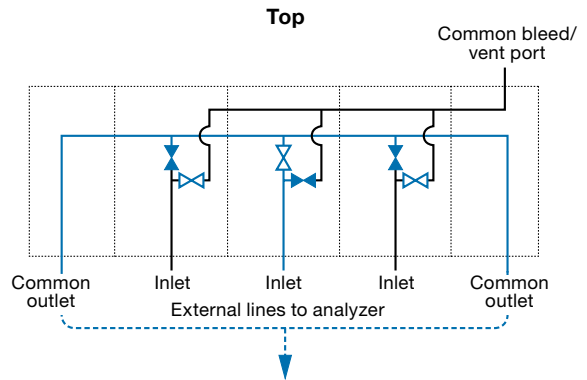 Top
Common bleed/
vent port
Common
outlet
Inlet
Inlet
Inlet
Common
outlet
External lines to analyzer